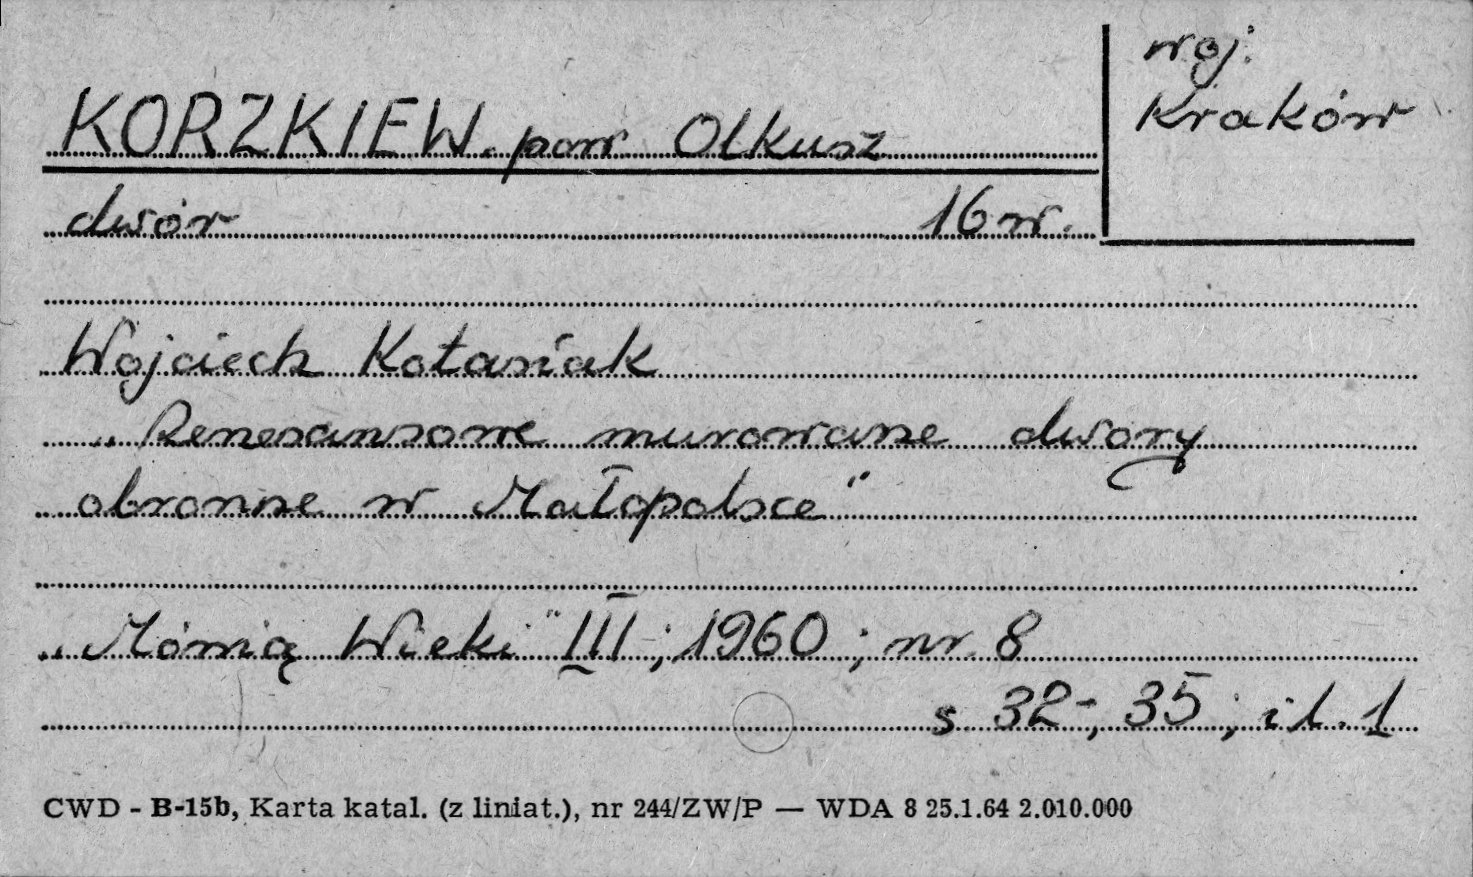 woj.
Kraków
KORZKIEW. pow. Olkusz
dwór 16 w.
Wojciech Kołasiak
„Renesansowe murowane dwory
obronne w Małopolsce"
„Mówią Wieki" III; 1960; nr 8
s 32-, 35; il. 1
CWD - B-15b, Karta katal. (z liniat.), nr 244/ZW/P — WDA 8 25.1.64 2.010.000